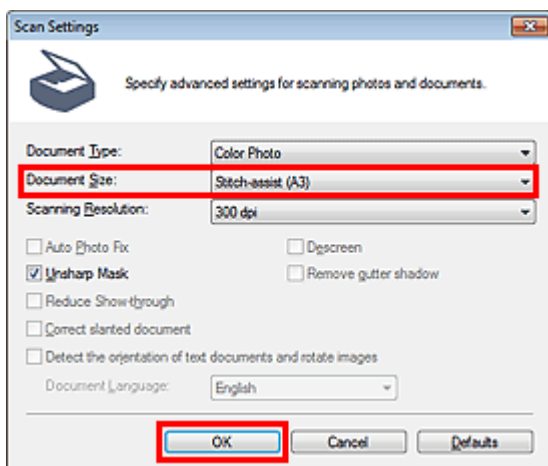 Scan Settings
Specify advanced settings for scanning photos and documents.
Document Type: Color Photo
Document Size: Stitch-assist (A3)
Scanning Resolution: 300 dpi
Auto Photo Fix Descreen
Unsharp Mask Remove gutter shadow
Reduce Show-through
Correct slanted document
Detect the orientation of text documents and rotate images
Document Language: English
OK Cancel Defaults